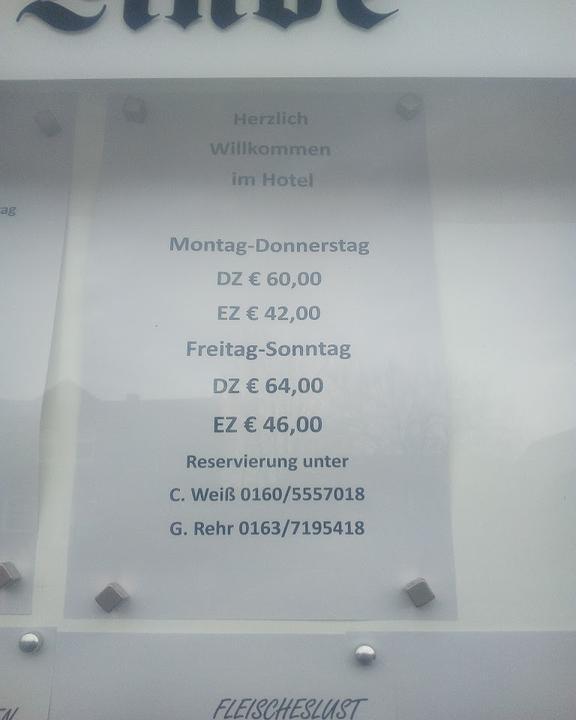 Herzlich
Willkommen
im Hotel
Montag-Donnerstag
DZ € 60,00
EZ € 42,00
Freitag-Sonntag
DZ € 64,00
EZ € 46,00
Reservierung unter
C. Weiß 0160/5557018
G. Rehr 0163/7195418
FLEISCHESLUST